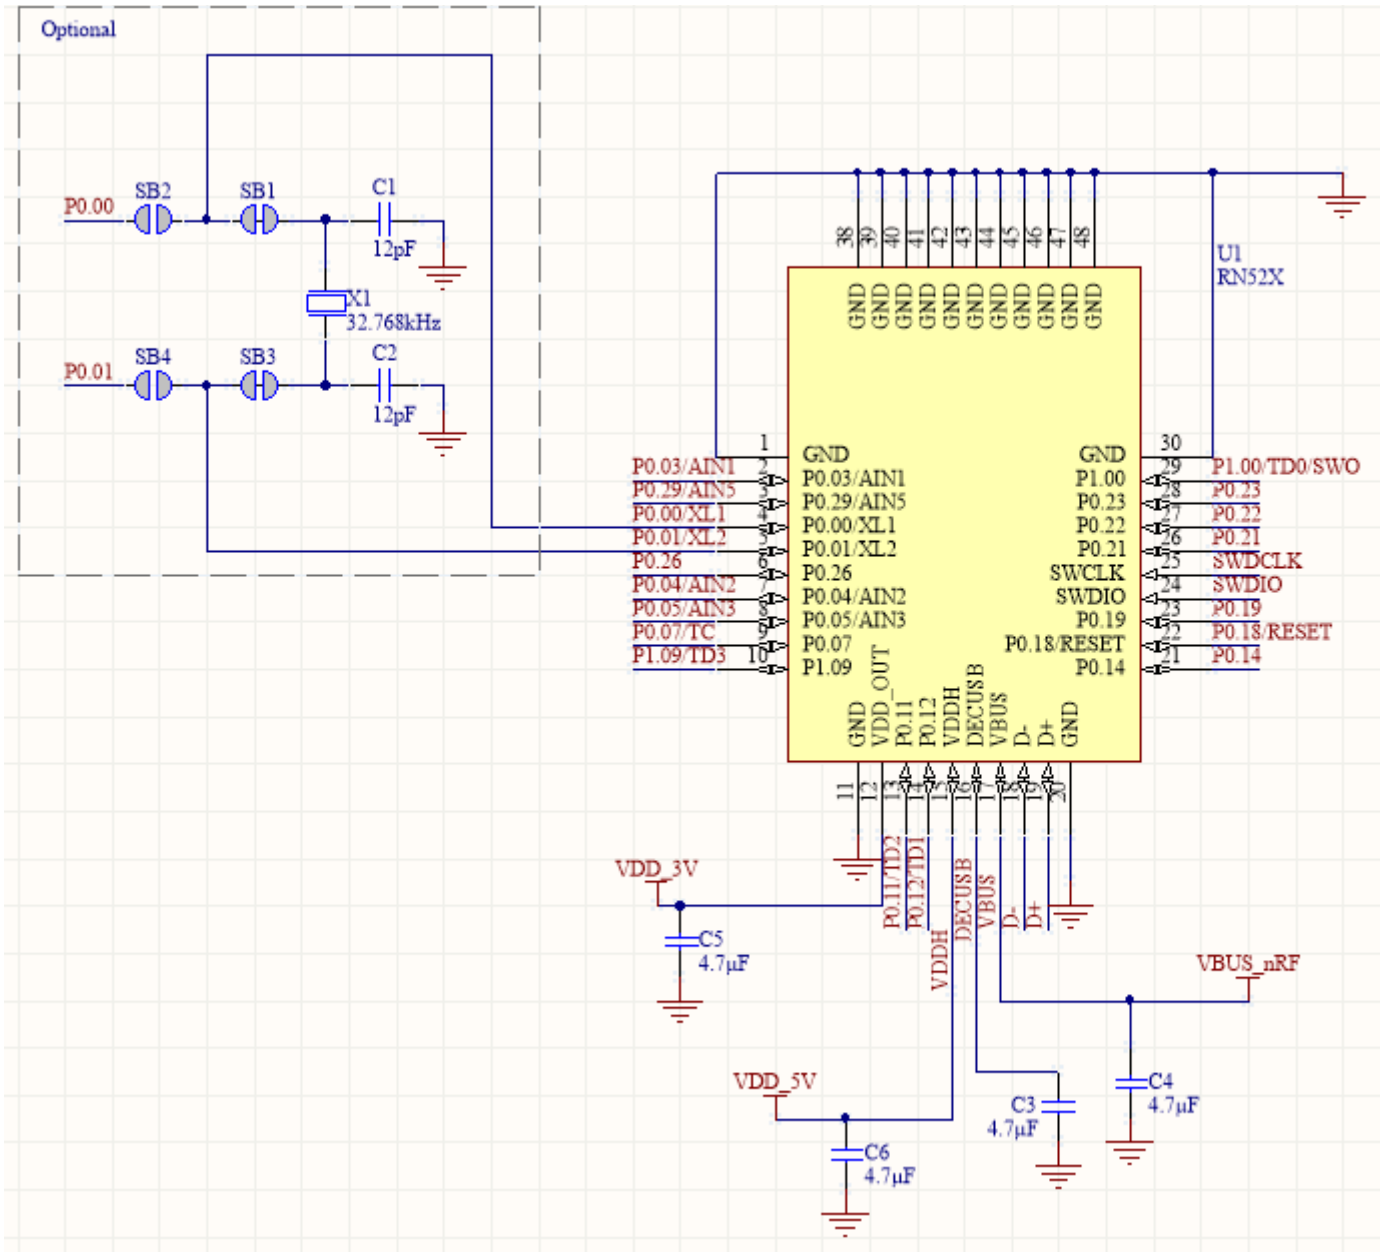 Optional
SB2
SB1
C1
P0.00
12pF
X1
32.768kHz
SB4
SB3
C2
P0.01
12pF
38
39
40
41
42
43
44
45
46
47
48
U1
RN52X
GND
GND
GND
GND
GND
GND
GND
GND
GND
GND
GND
1
GND
P0.03/AIN1
2
P0.03/AIN1
P0.29/AIN5
3
P0.29/AIN5
P0.00/XL1
4
P0.00/XL1
P0.01/XL2
5
P0.01/XL2
P0.26
6
P0.26
P0.04/AIN2
7
P0.04/AIN2
P0.05/AIN3
8
P0.05/AIN3
P0.07/TC
9
P0.07
P1.09/TD3
10
P1.09
GND
30
P1.00
29
P1.00/TD0/SWO
P0.23
28
P0.23
P0.22
27
P0.22
P0.21
26
P0.21
SWCLK
25
SWDCLK
SWDIO
24
SWDIO
P0.19
23
P0.19
P0.18/RESET
22
P0.18/RESET
P0.14
21
P0.14
GND
VDD_OUT
P0.11
P0.12
VDDH
DECUSB
VBUS
D-
D+
GND
11
12
13
14
15
16
17
18
19
20
P0.11/TD2
P0.12/TD1
VDDH
DECUSB
VBUS
D-
D+
VDD_3V
C5
4.7µF
VBUS_nRF
VDD_5V
C4
4.7µF
C3
4.7µF
C6
4.7µF